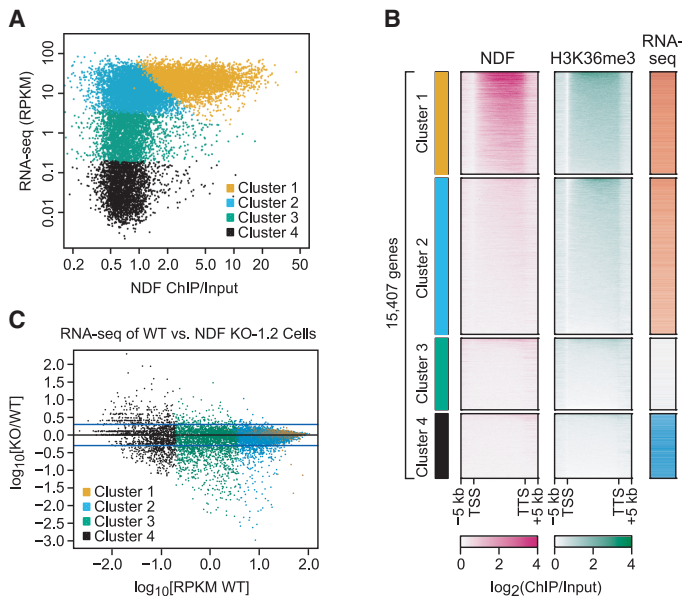 A
RNA-seq (RPKM)
100
10
1
0.1
0.01
Cluster 1
Cluster 2
Cluster 3
Cluster 4
0.2 0.5 1.0 2.0 5.0 10 20 50
NDF ChIP/Input
B
NDF H3K36me3 RNA-
seq
15,407 genes
Cluster 1
Cluster 2
Cluster 3
Cluster 4
−5 kb TSS TTS +5 kb −5 kb TSS TTS +5 kb
0 2 4 0 2 4
log2(ChIP/Input)
C
RNA-seq of WT vs. NDF KO-1.2 Cells
log10[KO/WT]
2.0
1.5
1.0
0.5
0.0
−0.5
−1.0
−1.5
−2.0
−2.5
−3.0
Cluster 1
Cluster 2
Cluster 3
Cluster 4
−2.0 −1.0 0.0 1.0 2.0
log10[RPKM WT]